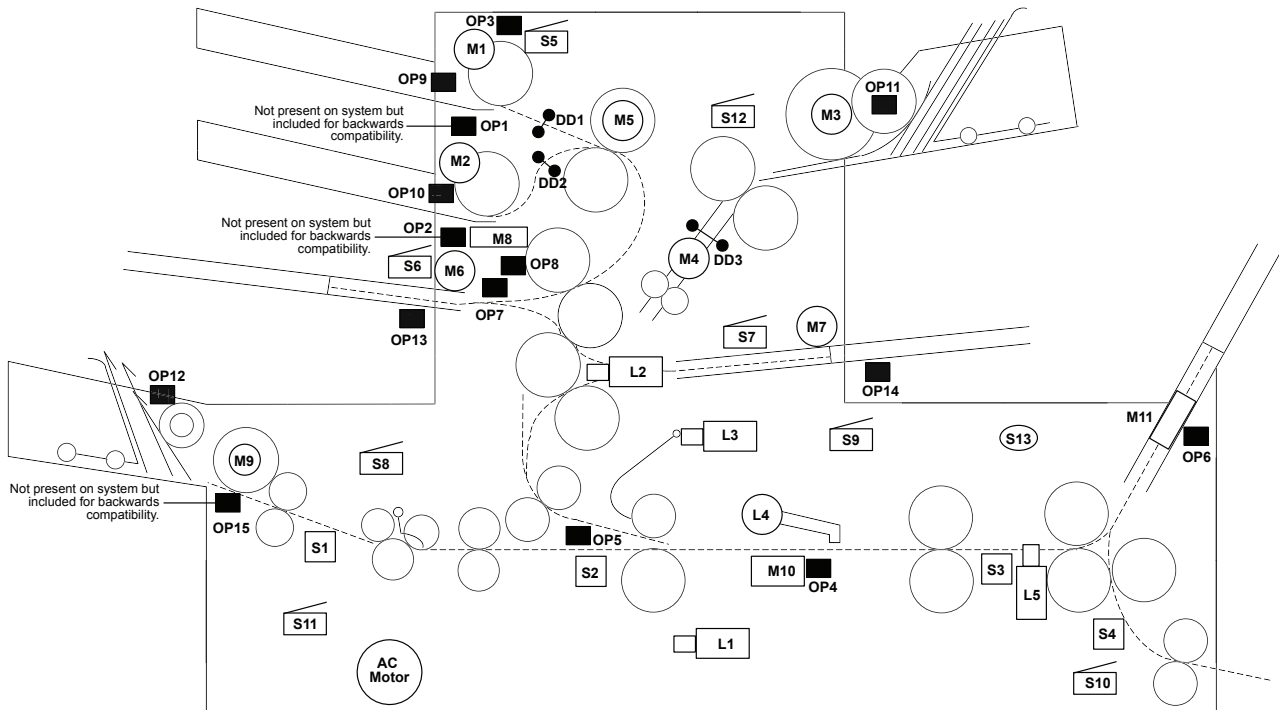 OP3
S5
M1
OP9
OP11
M3
S12
M5
DD1
Not present on system but
included for backwards
compatibility.
OP1
M2
DD2
OP10
Not present on system but
included for backwards
compatibility.
OP2
M8
S6
M6
OP8
OP7
OP13
M4
DD3
S7
M7
OP14
L2
OP12
M9
S8
L3
S9
S13
M11
OP6
Not present on system but
included for backwards
compatibility.
OP15
S1
L4
OP5
S2
M10
OP4
S3
L5
S4
S11
L1
AC
Motor
S10